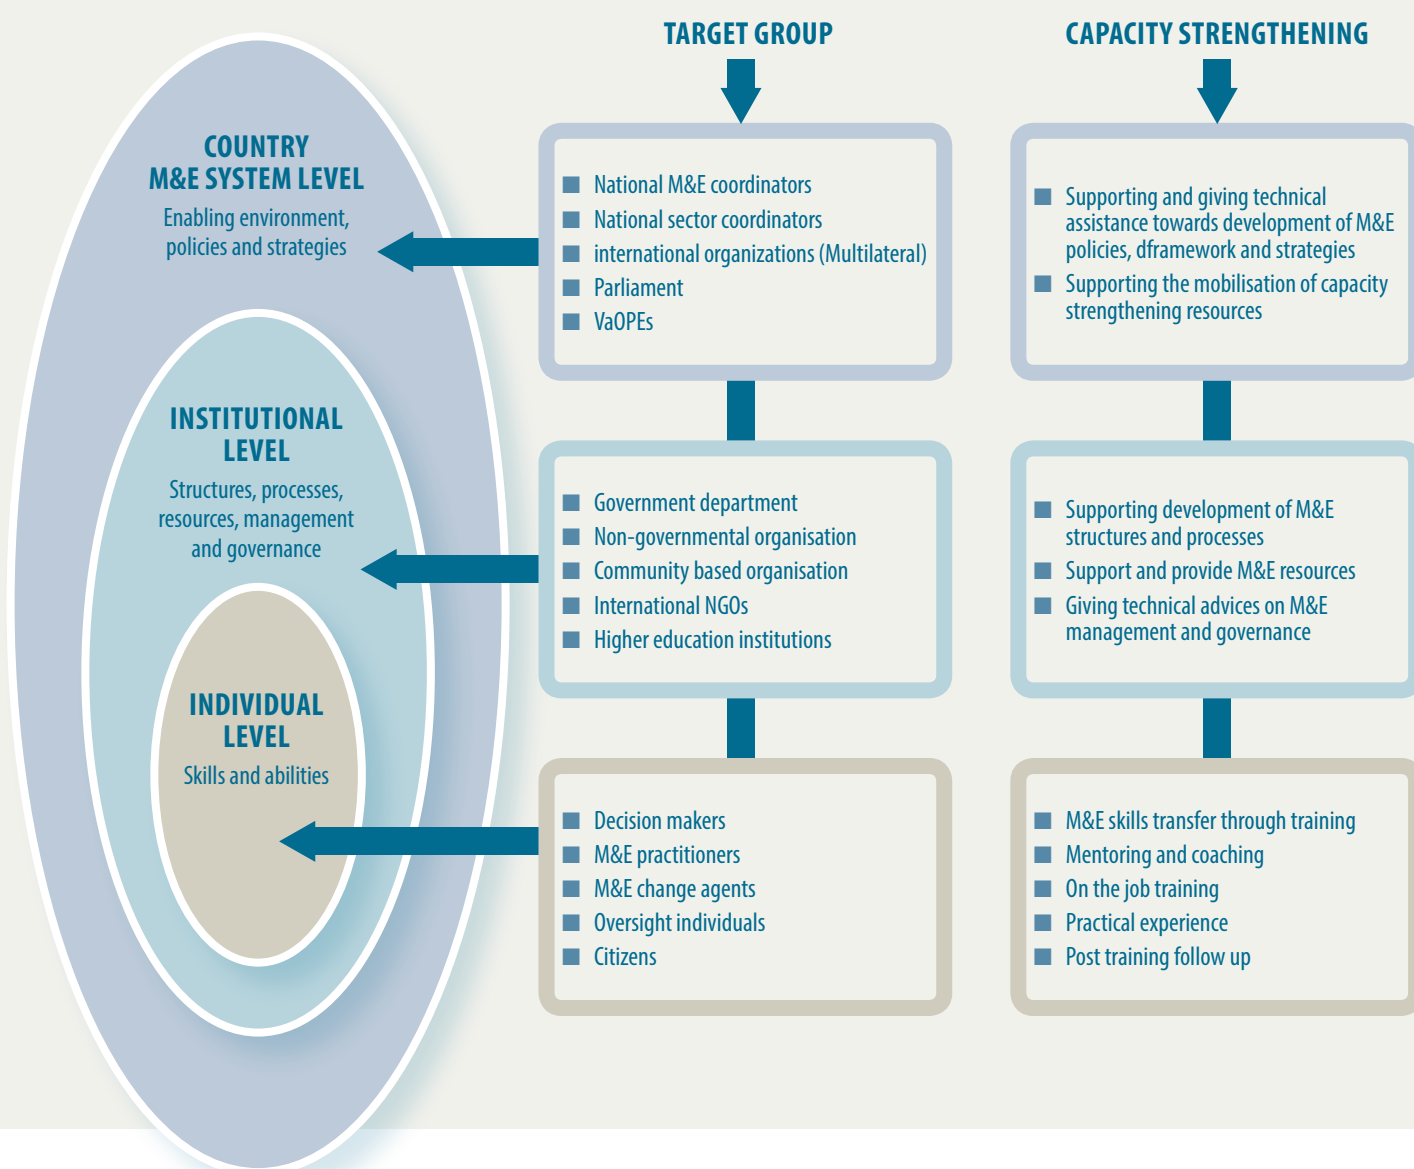 COUNTRY
M&E SYSTEM LEVEL
Enabling environment,
policies and strategies
INSTITUTIONAL
LEVEL
Structures, processes,
resources, management
and governance
INDIVIDUAL
LEVEL
Skills and abilities
TARGET GROUP
National M&E coordinators
National sector coordinators
international organizations (Multilateral)
Parliament
VaOPEs
Government department
Non-governmental organisation
Community based organisation
International NGOs
Higher education institutions
Decision makers
M&E practitioners
M&E change agents
Oversight individuals
Citizens
CAPACITY STRENGTHENING
Supporting and giving technical
assistance towards development of M&E
policies, dframework and strategies
Supporting the mobilisation of capacity
strengthening resources
Supporting development of M&E
structures and processes
Support and provide M&E resources
Giving technical advices on M&E
management and governance
M&E skills transfer through training
Mentoring and coaching
On the job training
Practical experience
Post training follow up